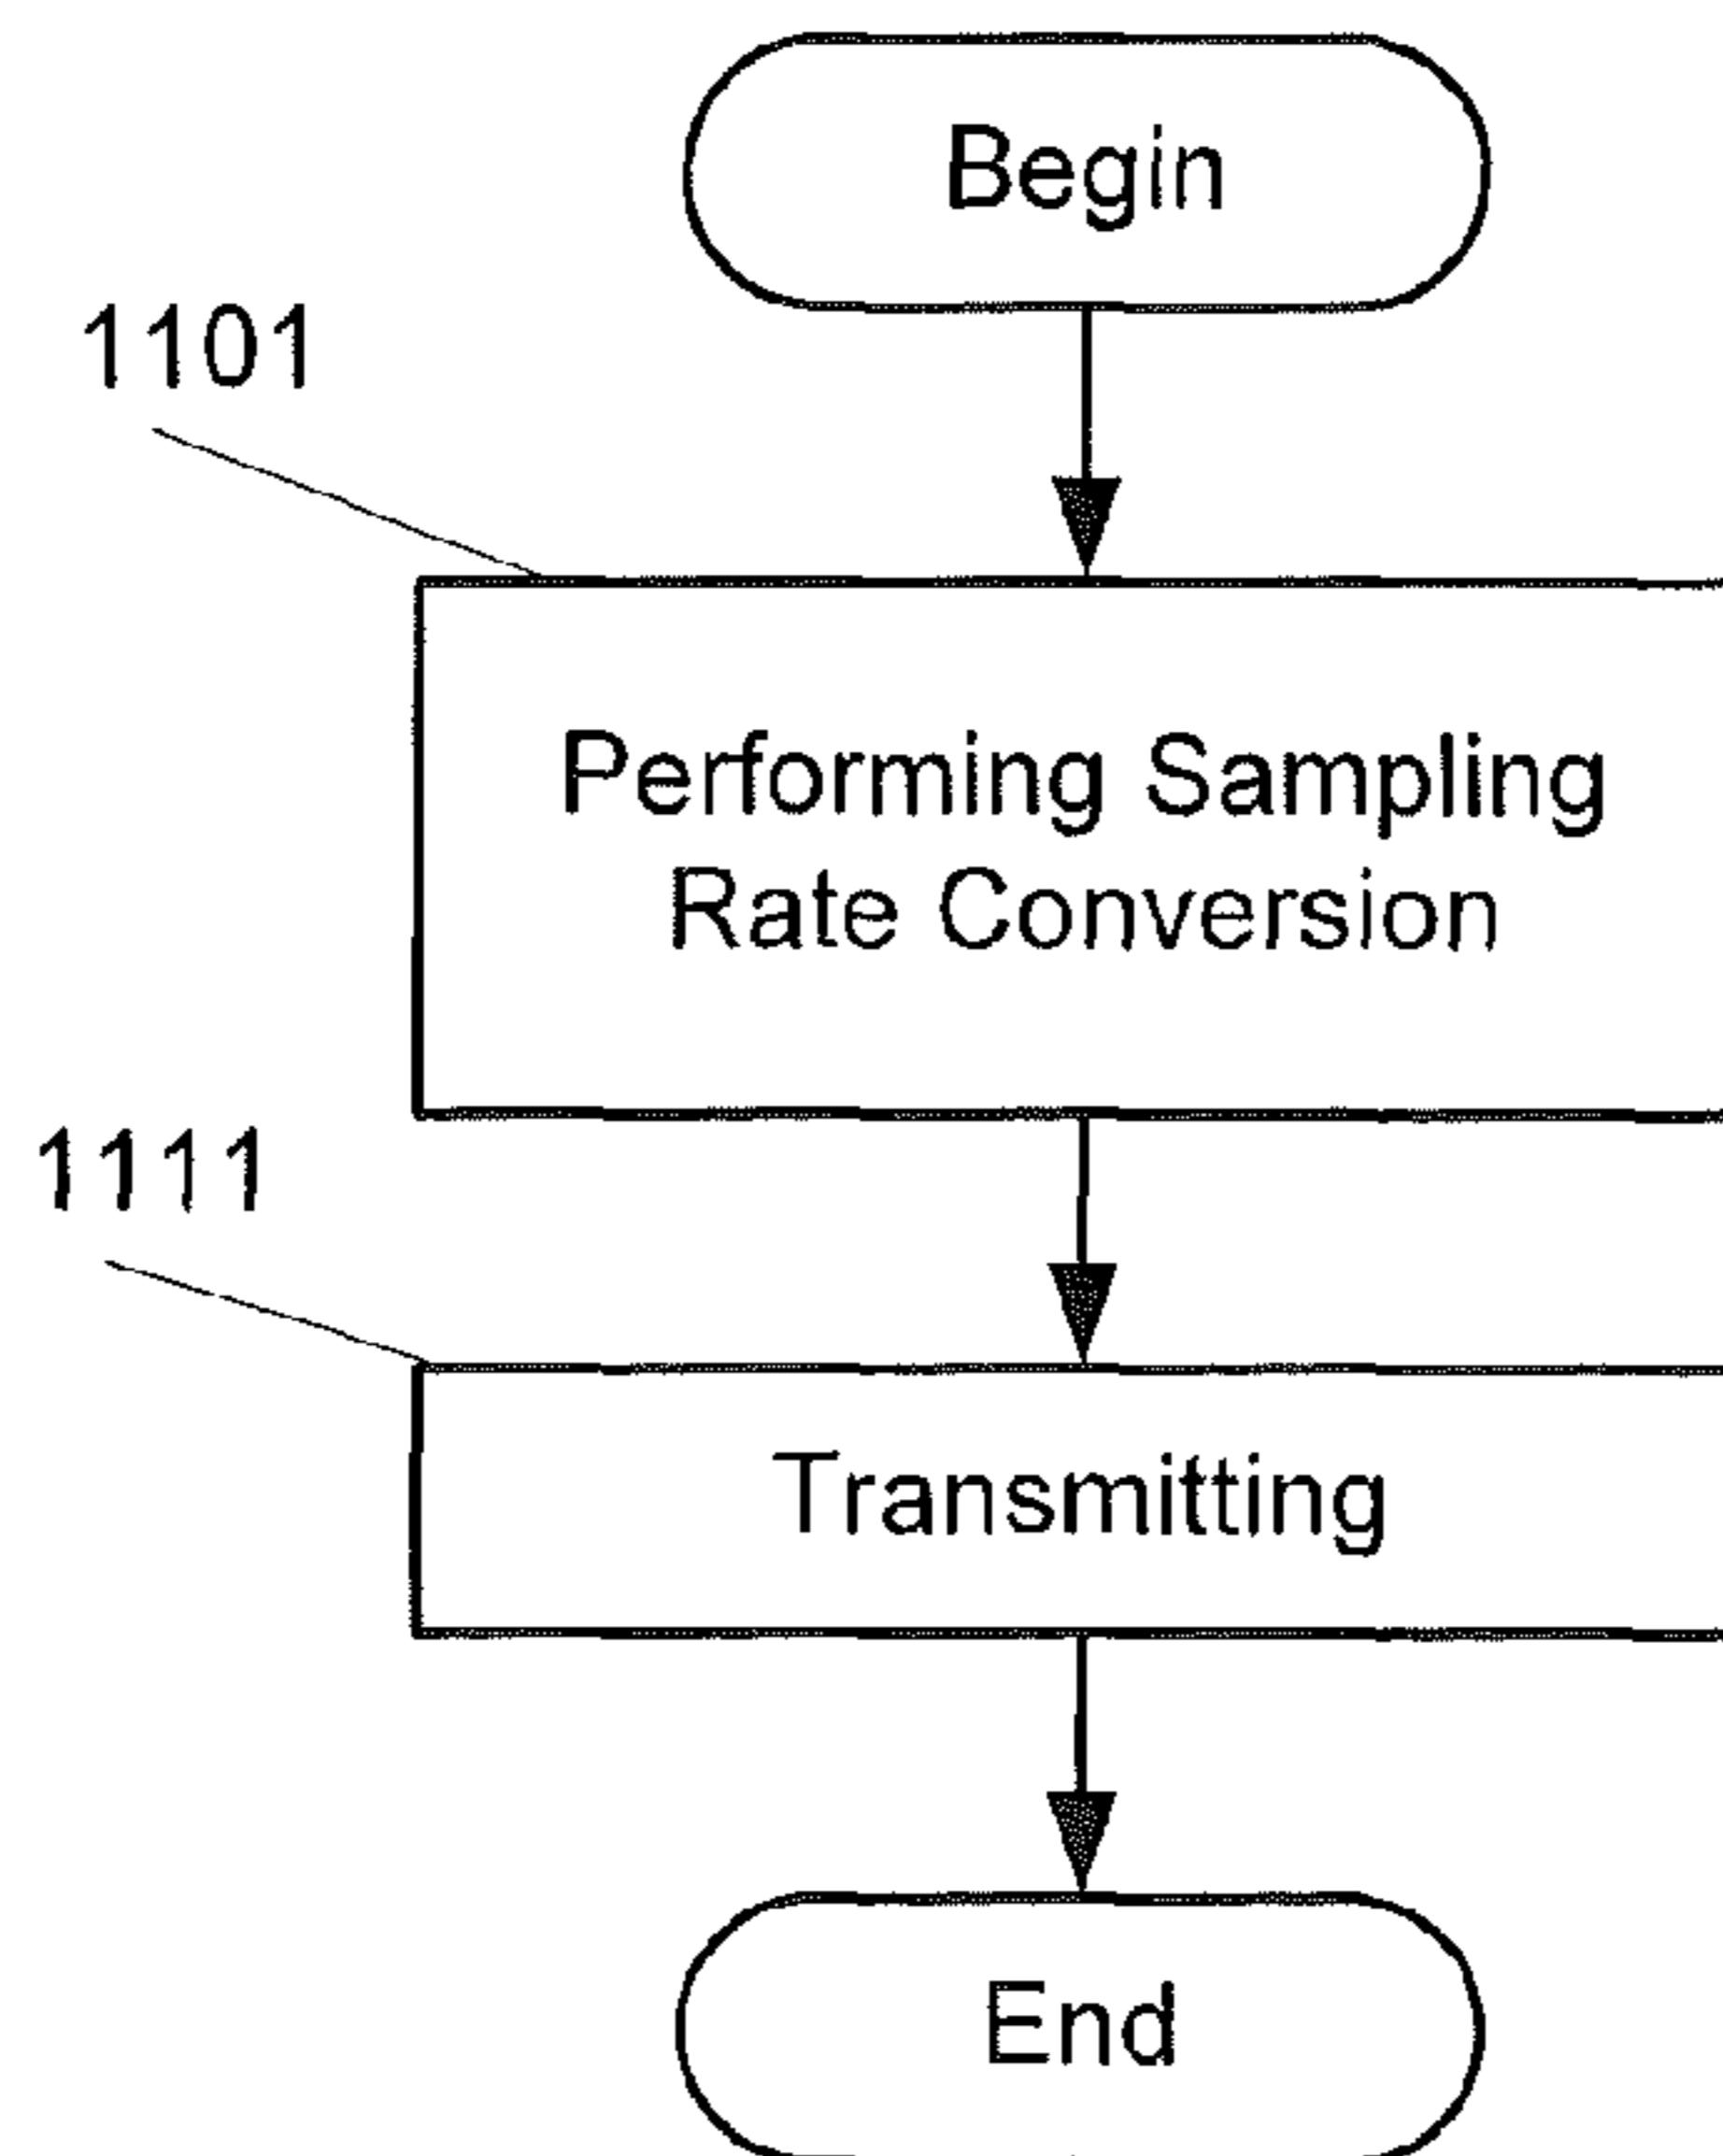 Begin
1101
Performing Sampling
Rate Conversion
1111
Transmitting
End